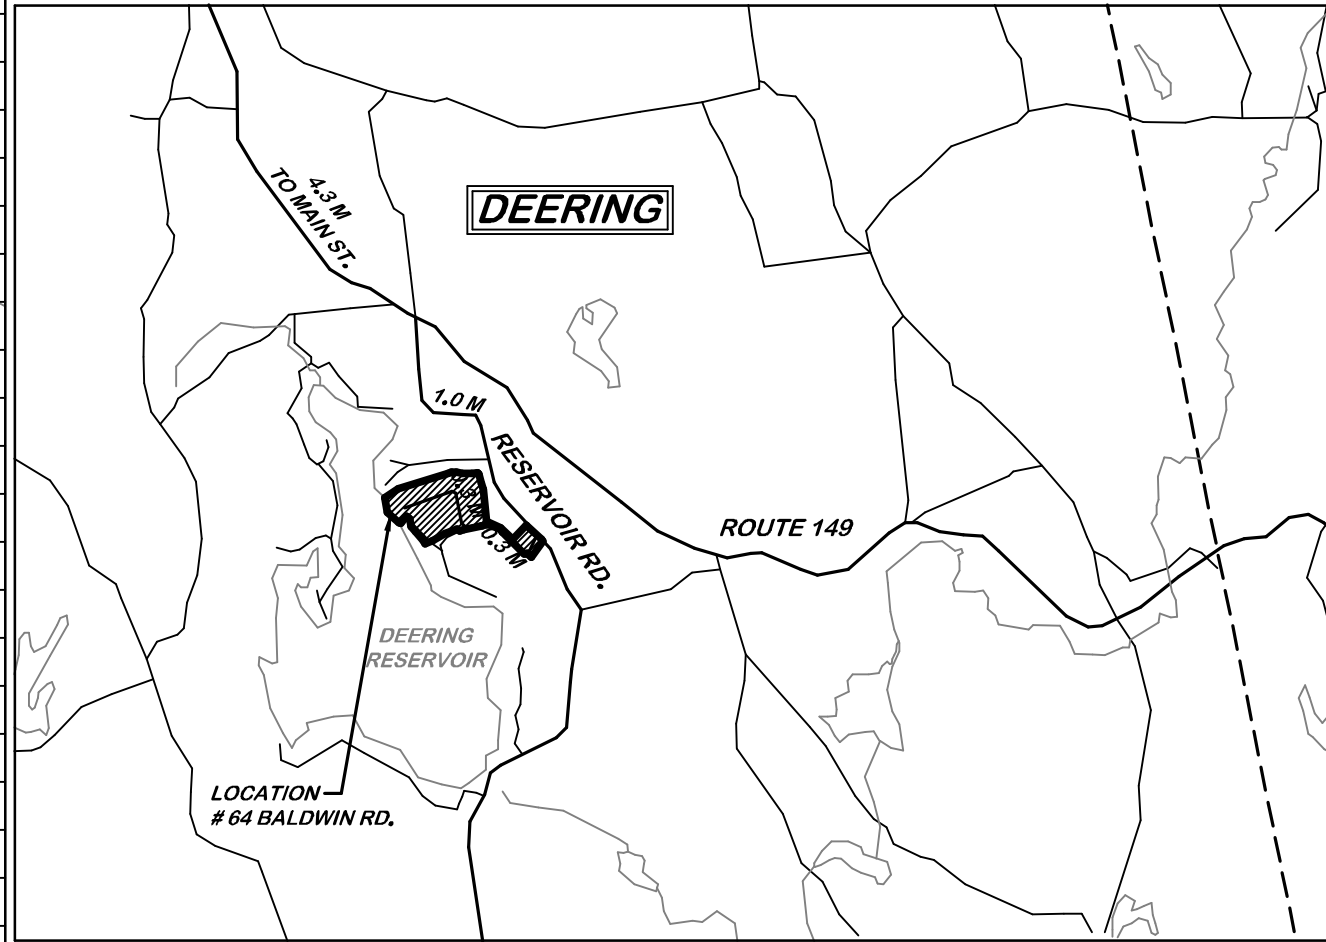 4.3 M
TO MAIN ST.
DEERING
1.0 M
RESERVOIR RD.
0.3 M
ROUTE 149
DEERING
RESERVOIR
LOCATION
# 64 BALDWIN RD.